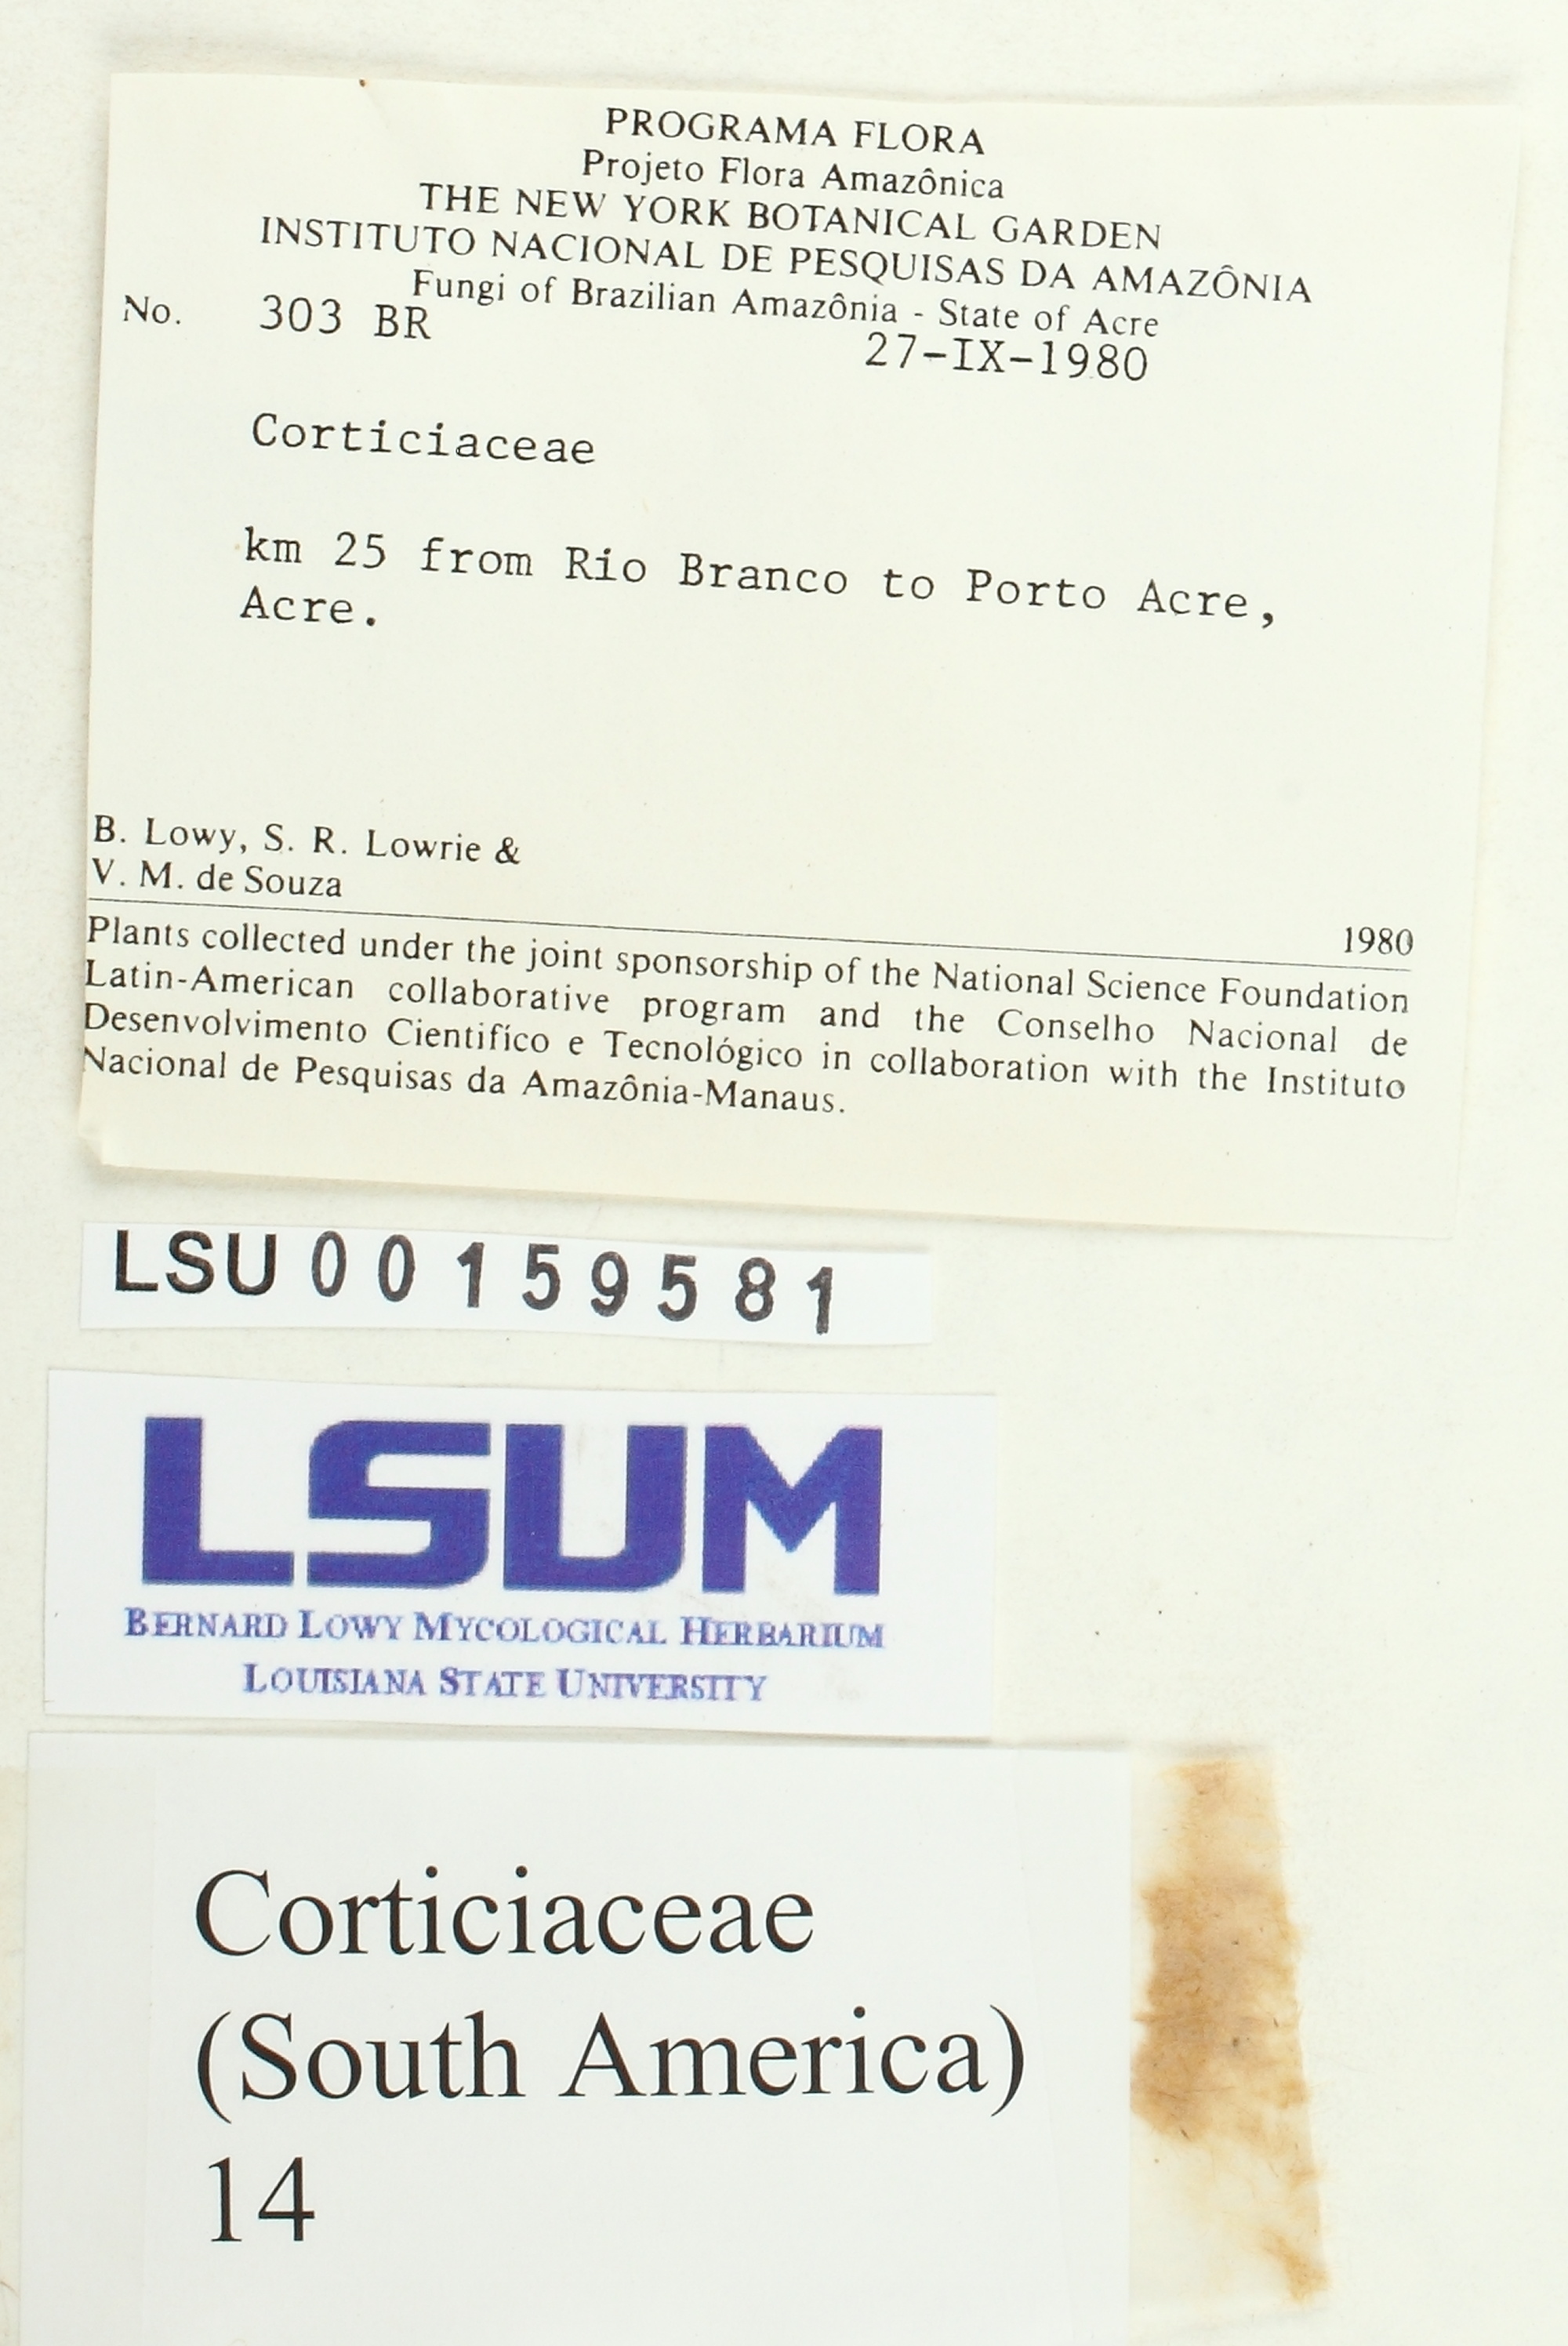 PROGRAMA FLORA
Projeto Flora Amazônica
THE NEW YORK BOTANICAL GARDEN
INSTITUTO NACIONAL DE PESQUISAS DA AMAZÔNIA
Fungi of Brazilian Amazônia - State of Acre
No. 303 BR
27-IX-1980
Corticiaceae
km 25 from Rio Branco to Porto Acre,
Acre.
B. Lowy, S. R. Lowrie &
V. M. de Souza
1980
Plants collected under the joint sponsorship of the National Science Foundation
Latin-American collaborative program and the Conselho Nacional de
Desenvolvimento Cientifíco e Tecnológico in collaboration with the Instituto
Nacional de Pesquisas da Amazônia-Manaus.
LSU00159581
LSUM
BERNARD LOWY MYCOLOGICAL HERBARIUM
LOUISIANA STATE UNIVERSITY
Corticiaceae
(South America)
14